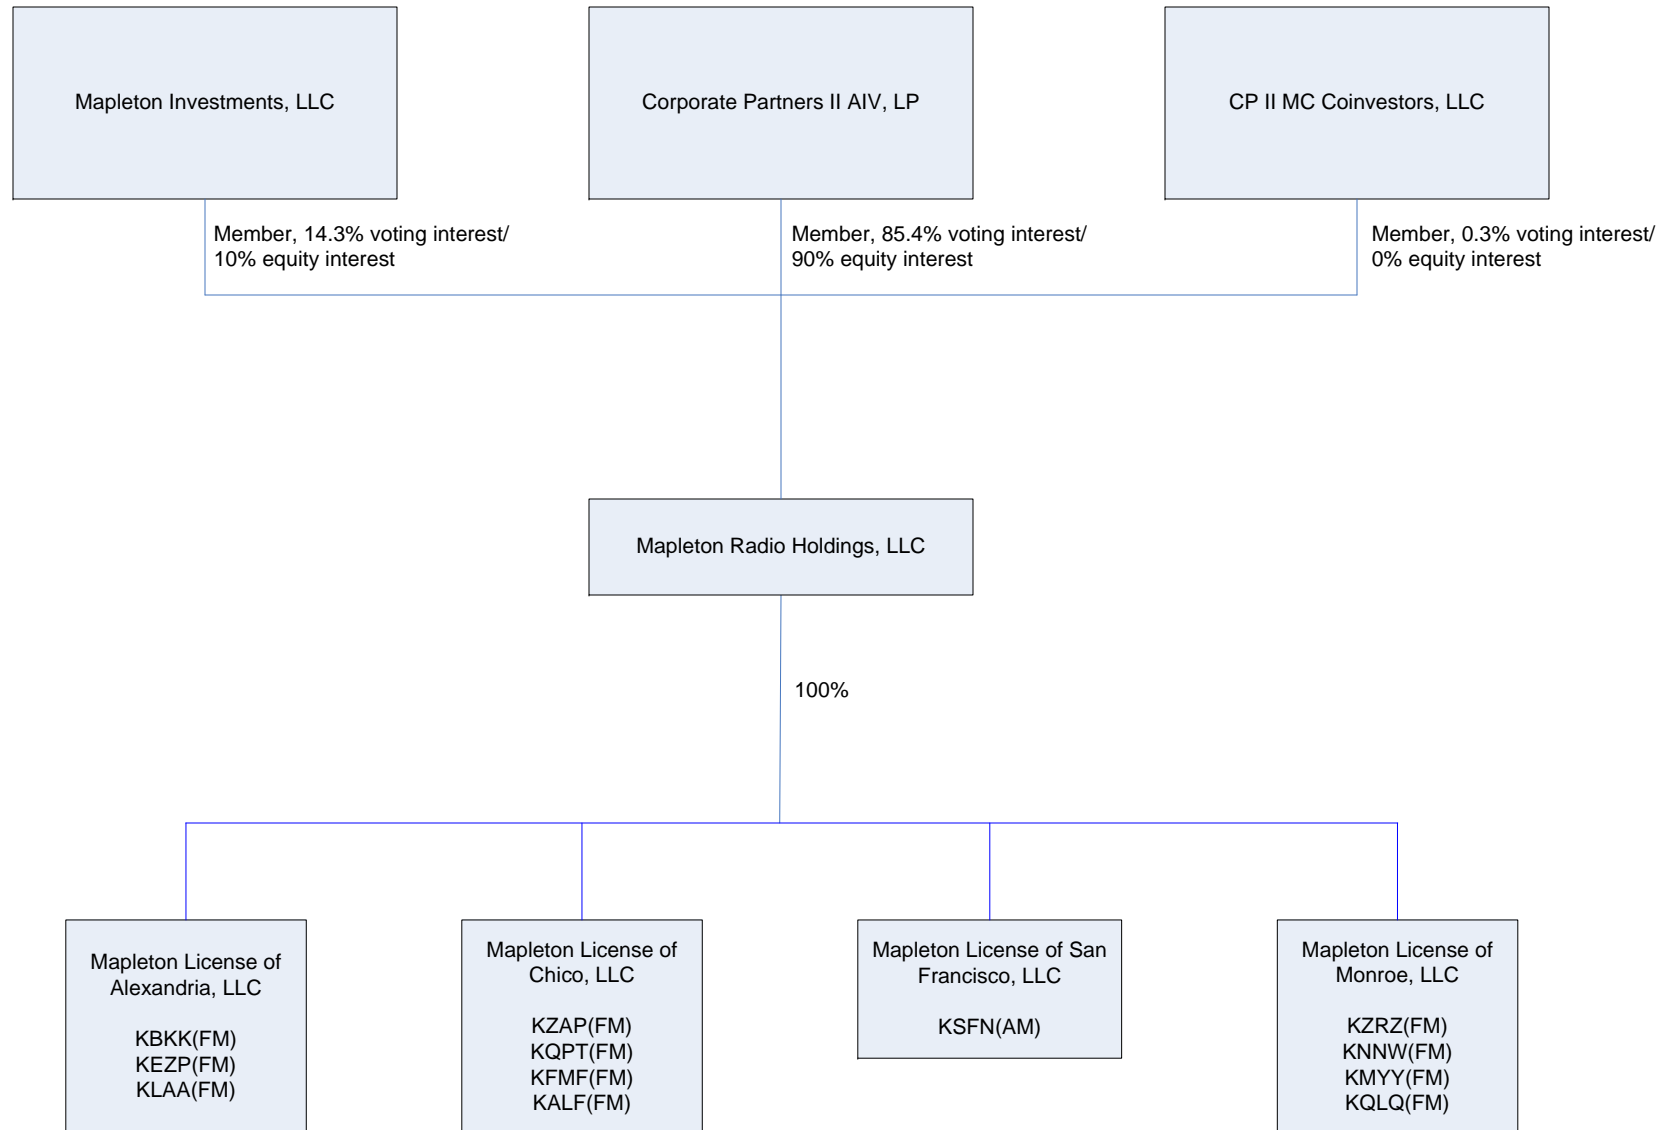 Mapleton Investments, LLC
Corporate Partners II AIV, LP
CP II MC Coinvestors, LLC
Member, 14.3% voting interest/
10% equity interest
Member, 85.4% voting interest/
90% equity interest
Member, 0.3% voting interest/
0% equity interest
Mapleton Radio Holdings, LLC
100%
Mapleton License of
Alexandria, LLC
KBKK(FM)
KEZP(FM)
KLAA(FM)
Mapleton License of
Chico, LLC
KZAP(FM)
KQPT(FM)
KFMF(FM)
KALF(FM)
Mapleton License of San
Francisco, LLC
KSFN(AM)
Mapleton License of
Monroe, LLC
KZRZ(FM)
KNNW(FM)
KMYY(FM)
KQLQ(FM)